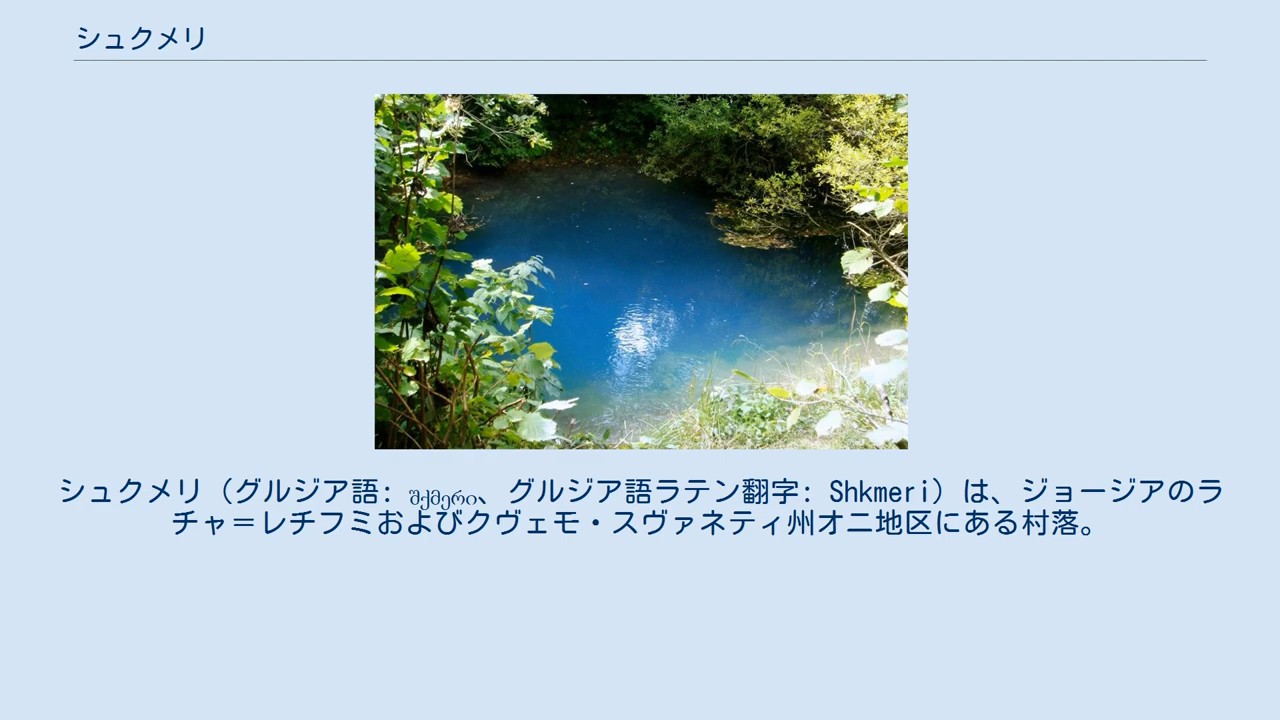 シュクメリ
シュクメリ（グルジア語: შქმერი、グルジア語ラテン翻字: Shkmeri）は、ジョージアのラ
チャ＝レチフミおよびクヴェモ・スヴァネティ州オニ地区にある村落。